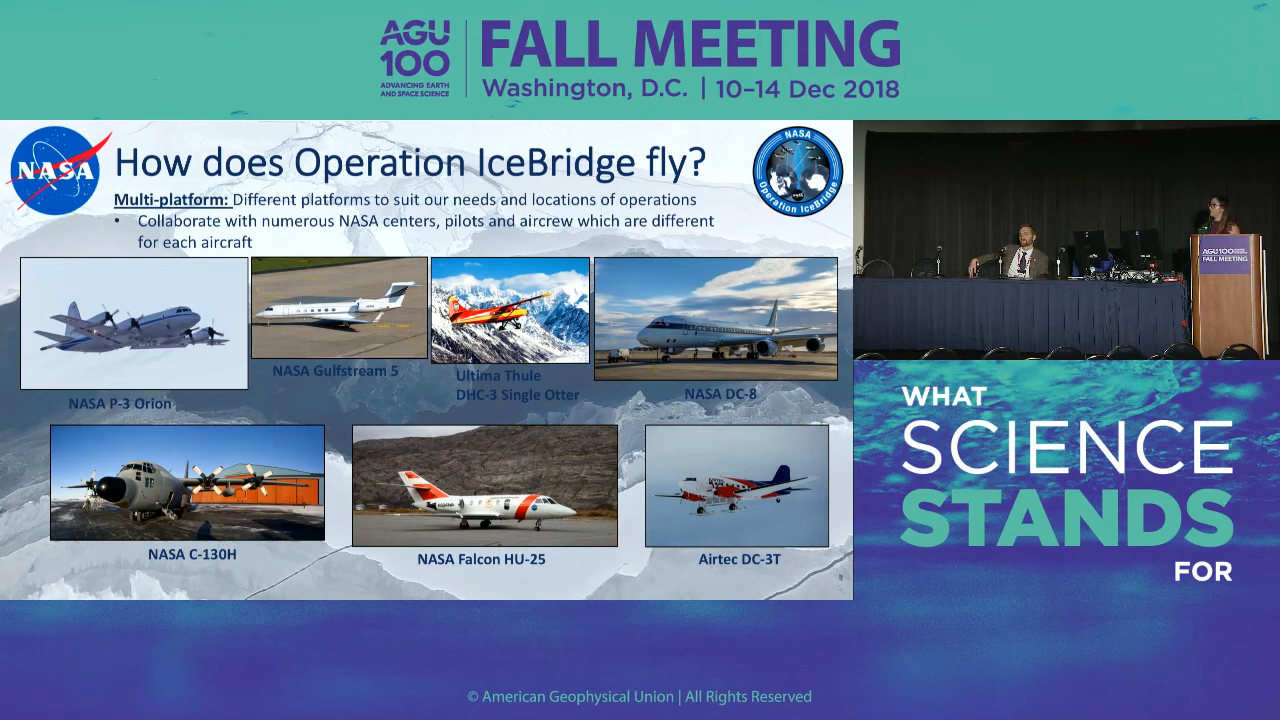 AGU
100
ADVANCING EARTH
AND SPACE SCIENCE
FALL MEETING
Washington, D.C. | 10–14 Dec 2018
NASA
How does Operation IceBridge fly?
NASA
Operation IceBridge
Multi-platform: Different platforms to suit our needs and locations of operations
• Collaborate with numerous NASA centers, pilots and aircrew which are different
for each aircraft
NASA P-3 Orion
NASA Gulfstream 5
Ultima Thule
DHC-3 Single Otter
NASA DC-8
NASA C-130H
NASA Falcon HU-25
Airtec DC-3T
AGU100
FALL MEETING
WHAT
SCIENCE
STANDS
FOR
© American Geophysical Union | All Rights Reserved